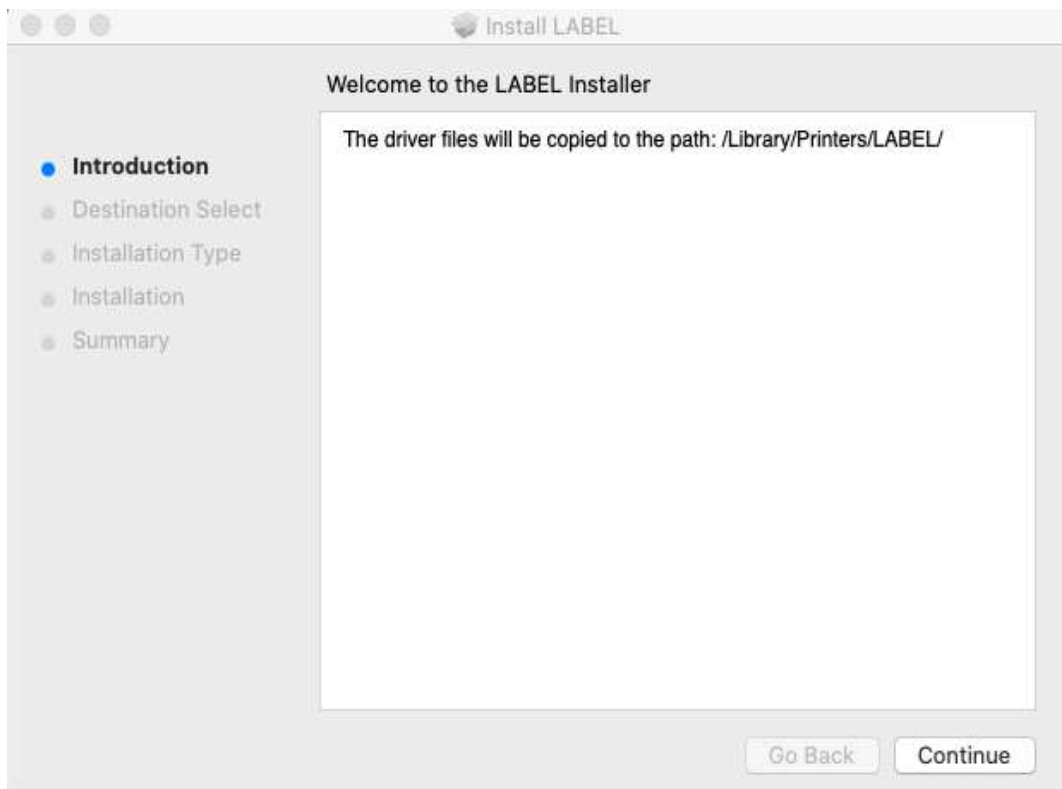 Install LABEL
Welcome to the LABEL Installer
Introduction
Destination Select
Installation Type
Installation
Summary
The driver files will be copied to the path: /Library/Printers/LABEL/
Go Back
Continue